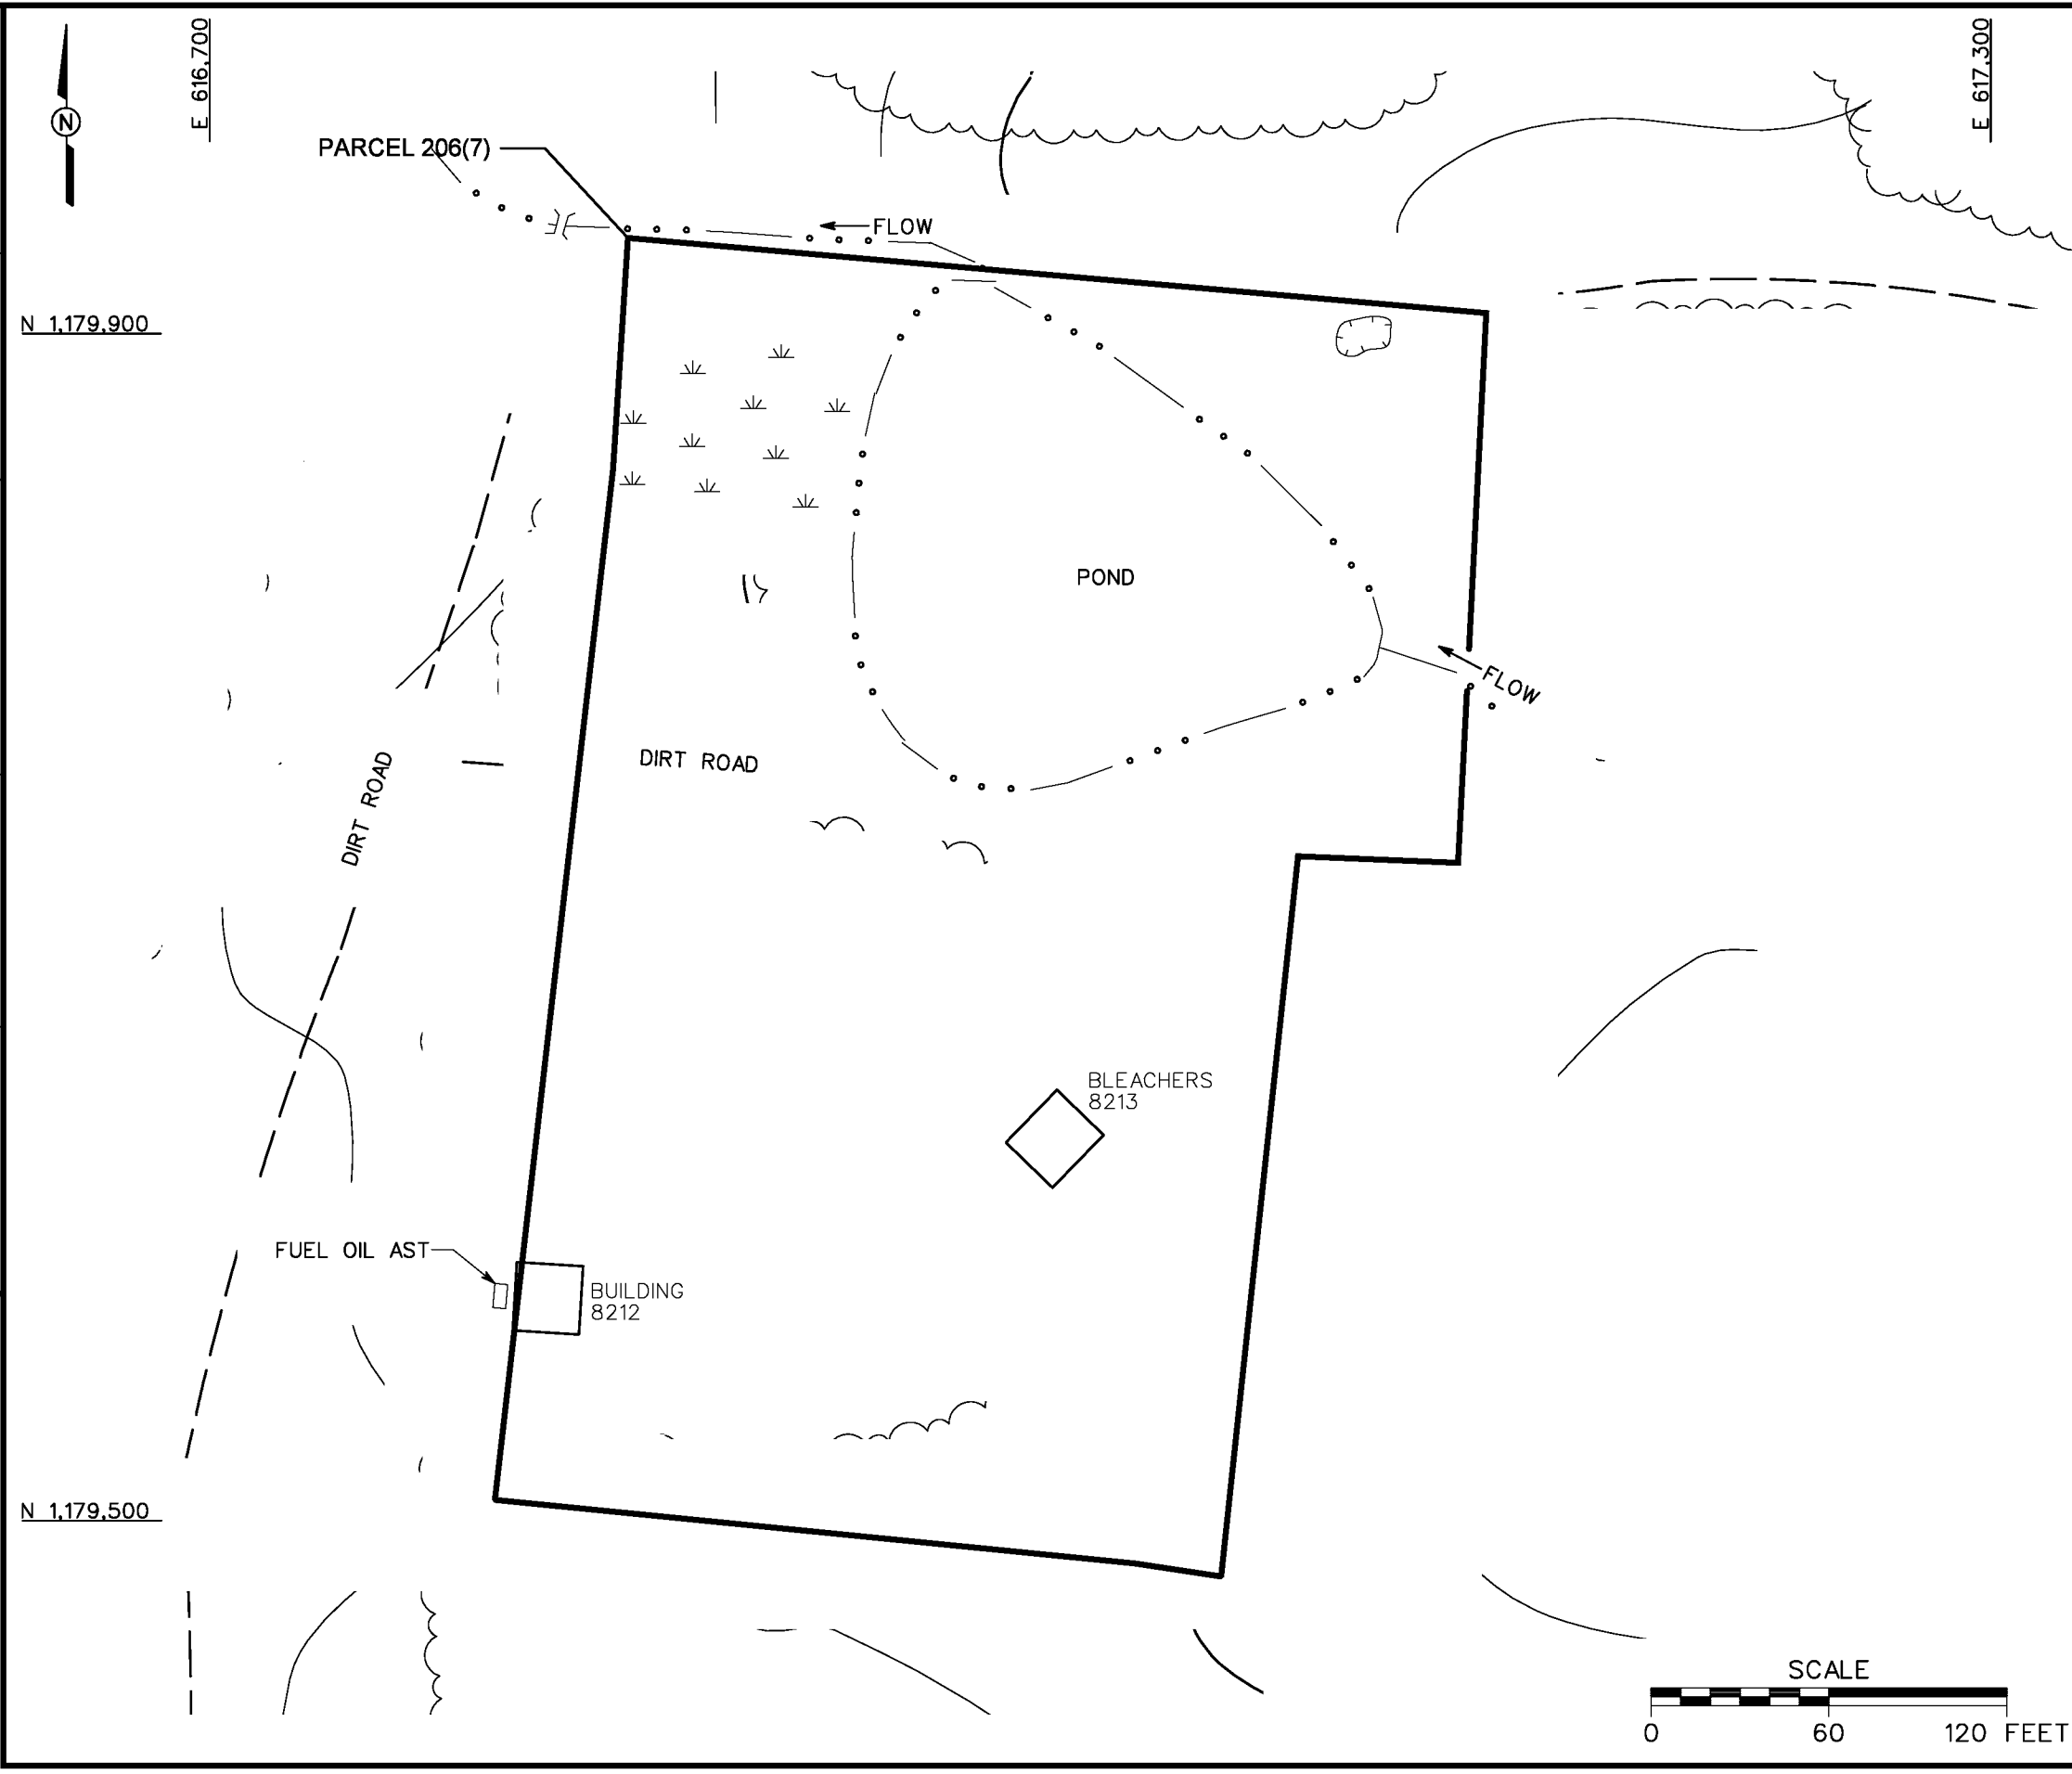 E 616,700
E 617,300
N
PARCEL 206(7)
FLOW
N 1,179,900
POND
FLOW
DIRT ROAD
DIRT ROAD
BLEACHERS
8213
FUEL OIL AST
BUILDING
8212
N 1,179,500
SCALE
0 60 120 FEET